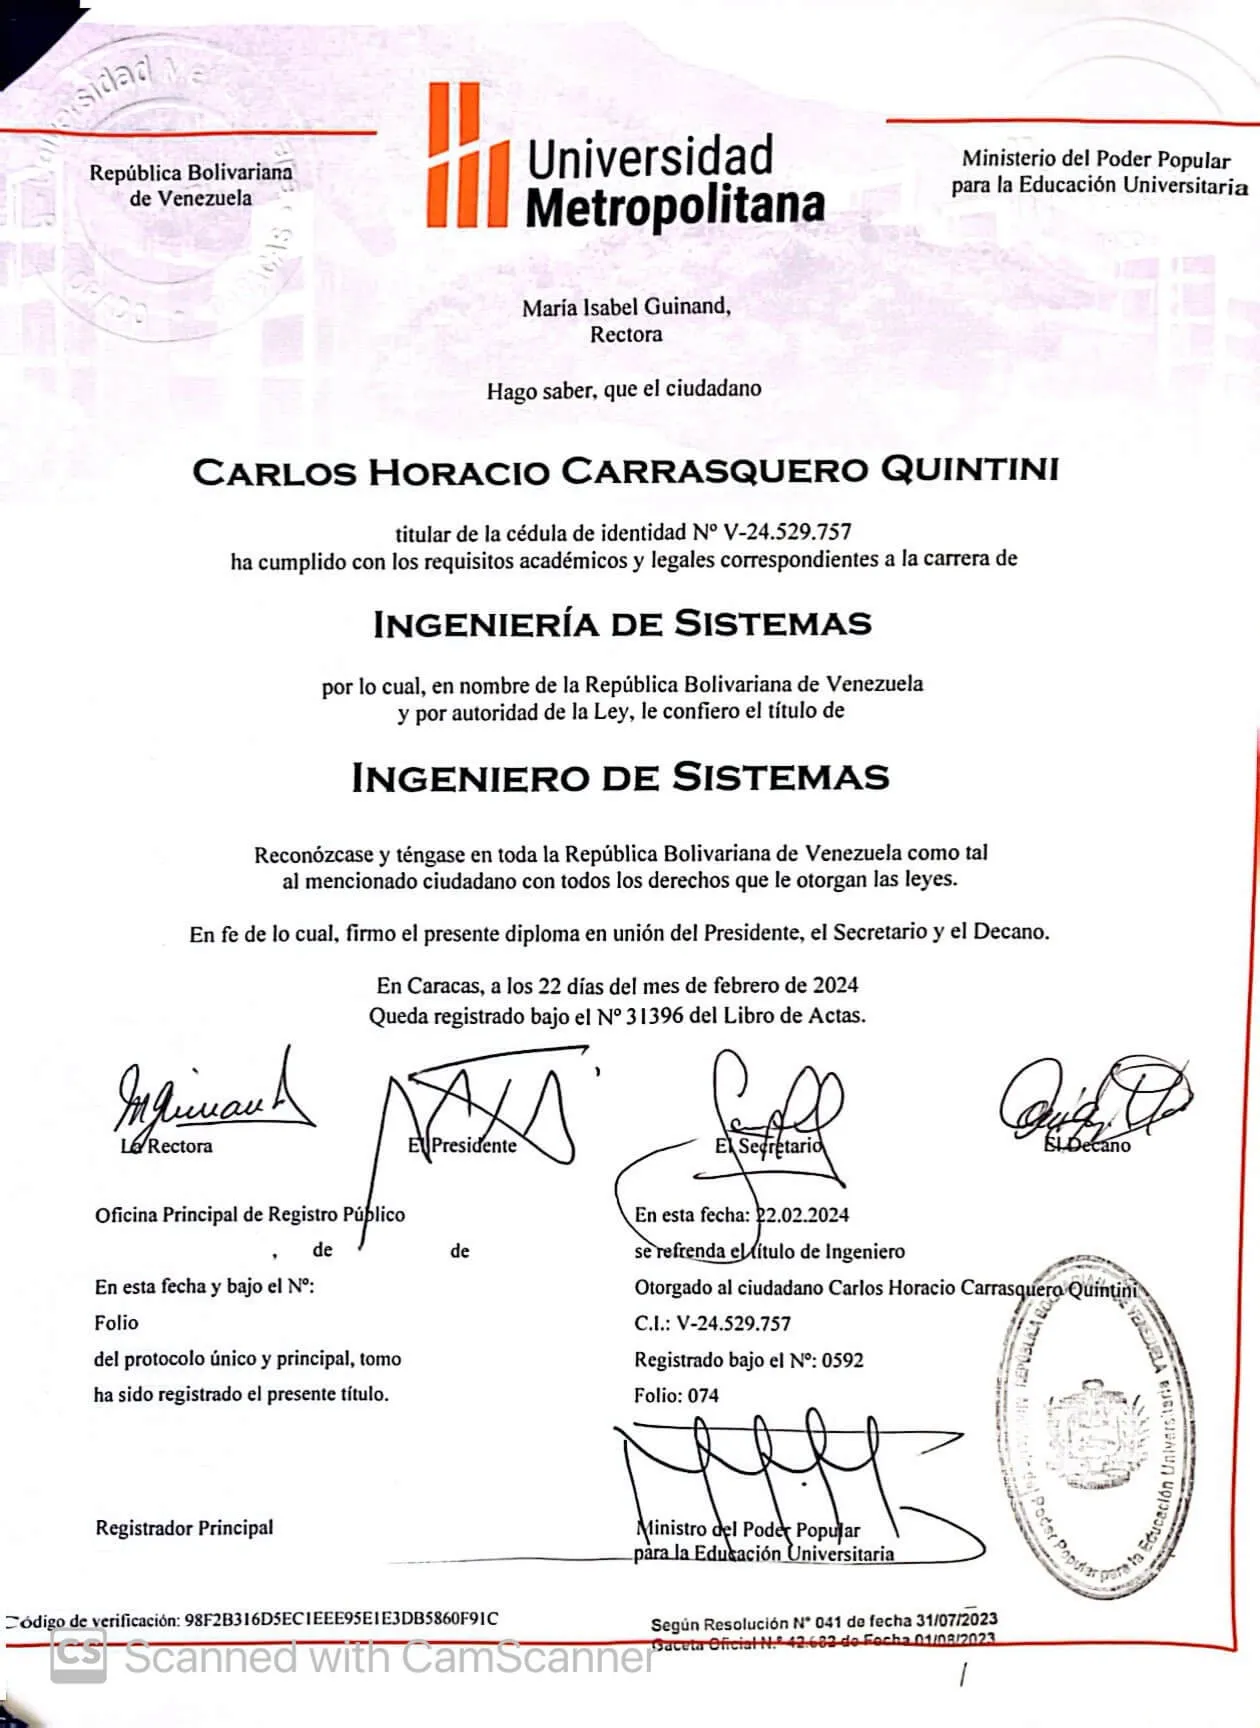 República Bolivariana
de Venezuela
Universidad
Metropolitana
Ministerio del Poder Popular
para la Educación Universitaria
María Isabel Guinand,
Rectora
Hago saber, que el ciudadano
CARLOS HORACIO CARRASQUERO QUINTINI
titular de la cédula de identidad Nº V-24.529.757
ha cumplido con los requisitos académicos y legales correspondientes a la carrera de
INGENIERÍA DE SISTEMAS
por lo cual, en nombre de la República Bolivariana de Venezuela
y por autoridad de la Ley, le confiero el título de
INGENIERO DE SISTEMAS
Reconózcase y téngase en toda la República Bolivariana de Venezuela como tal
al mencionado ciudadano con todos los derechos que le otorgan las leyes.
En fe de lo cual, firmo el presente diploma en unión del Presidente, el Secretario y el Decano.
En Caracas, a los 22 días del mes de febrero de 2024
Queda registrado bajo el Nº 31396 del Libro de Actas.
La Rectora
El Presidente
El Secretario
El Decano
Oficina Principal de Registro Público
, de de
En esta fecha y bajo el Nº:
Folio
del protocolo único y principal, tomo
ha sido registrado el presente título.
Registrador Principal
En esta fecha: 22.02.2024
se refrenda el título de Ingeniero
Otorgado al ciudadano Carlos Horacio Carrasquero Quintini
C.I.: V-24.529.757
Registrado bajo el Nº: 0592
Folio: 074
Ministro del Poder Popular
para la Educación Universitaria
REPÚBLICA BOLIVARIANA DE VENEZUELA
Poder Popular para la Educación Universitaria
Código de verificación: 98F2B316D5EC1EEE95E1E3DB5860F91C
Según Resolución N° 041 de fecha 31/07/2023
Gaceta Oficial N.° 42.682 de Fecha 01/08/2023
CS Scanned with CamScanner